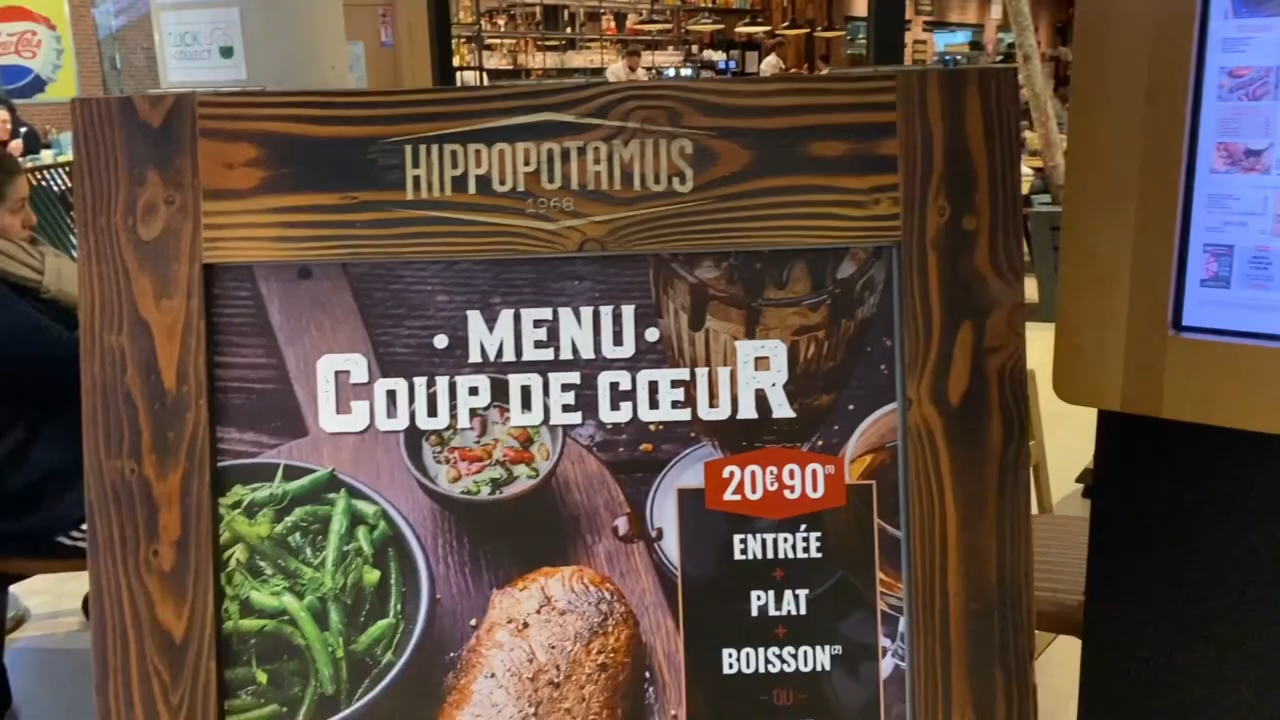 CLICK
COLLECT
HIPPOPOTAMUS
1968
• MENU •
COUP DE CŒUR
20€90(1)
ENTRÉE
+
PLAT
+
BOISSON(2)
- OU -